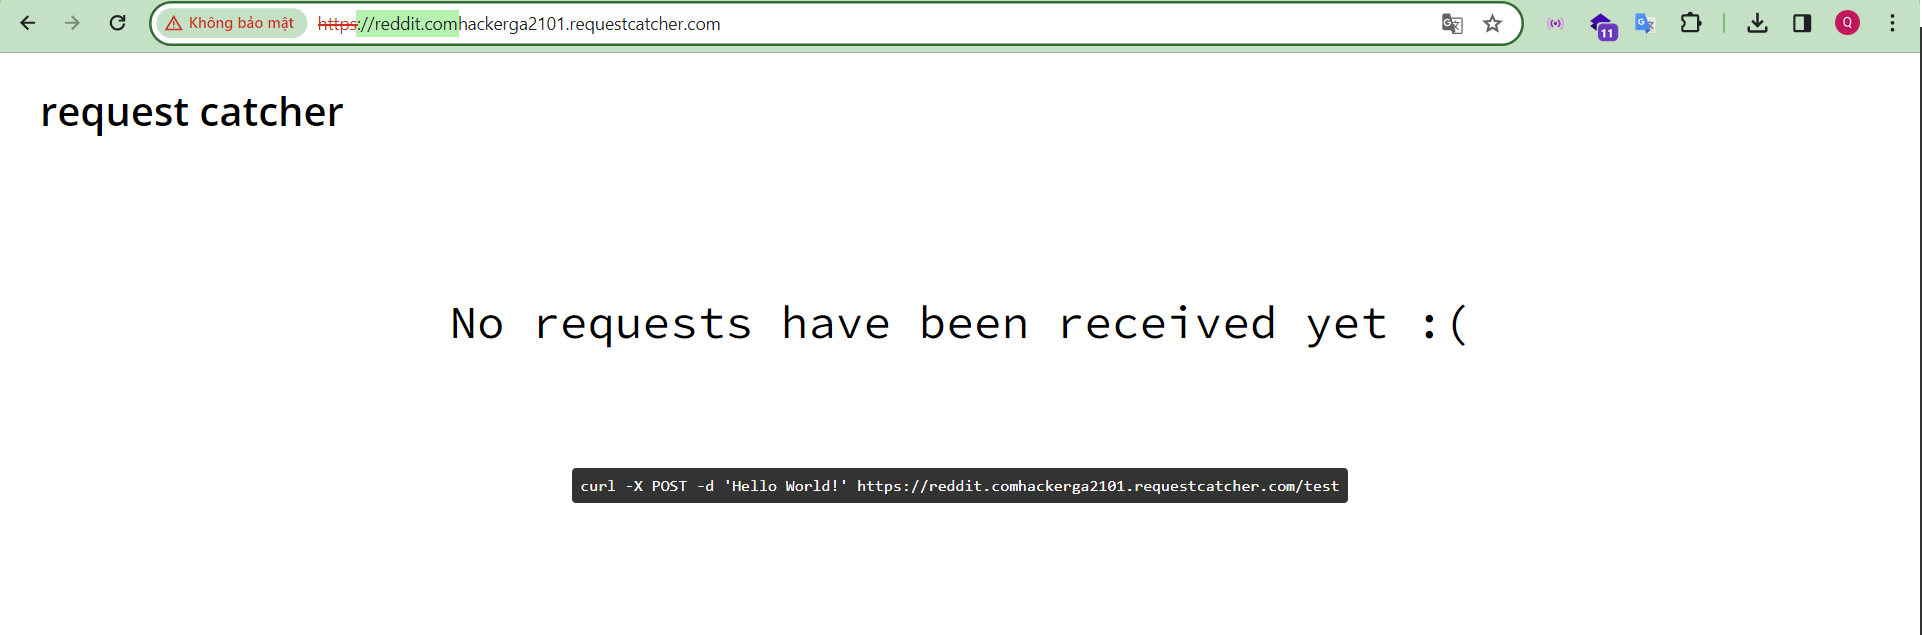 Không bảo mật https://reddit.comhackerga2101.requestcatcher.com
11
Q
request catcher
No requests have been received yet :(
curl -X POST -d 'Hello World!' https://reddit.comhackerga2101.requestcatcher.com/test